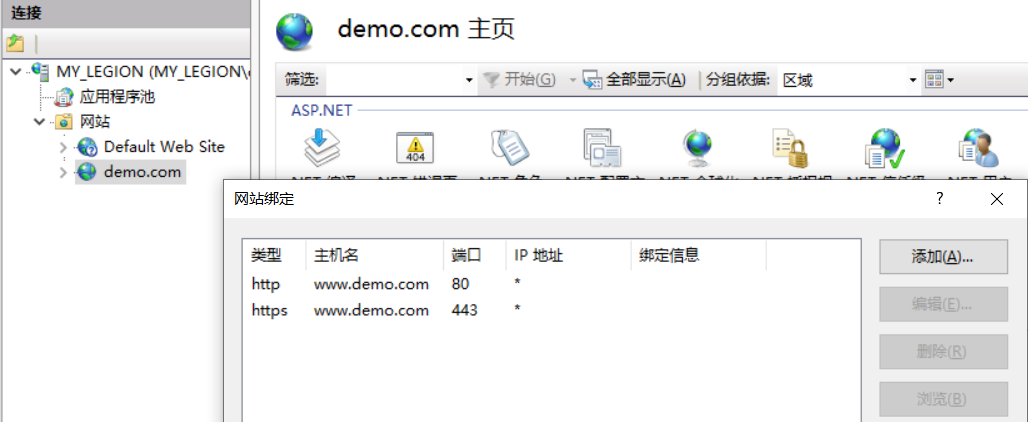 连接
demo.com 主页
MY_LEGION (MY_LEGION\
应用程序池
网站
Default Web Site
demo.com
筛选: 开始(G) 全部显示(A) 分组依据: 区域
ASP.NET
404
网站绑定 ?
类型 主机名 端口 IP 地址 绑定信息
http www.demo.com 80 *
https www.demo.com 443 *
添加(A)...
编辑(E)...
删除(R)
浏览(B)